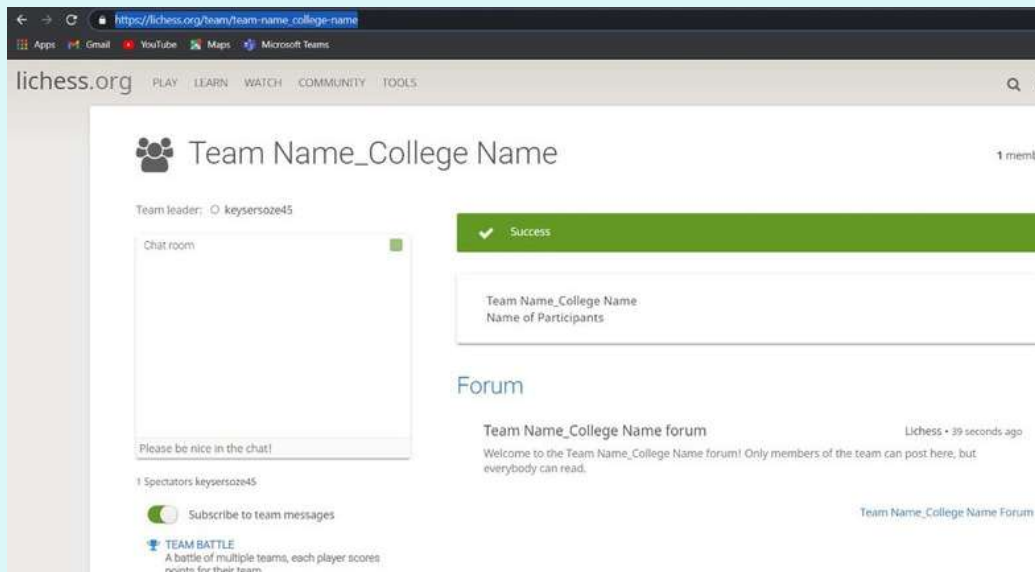 https://lichess.org/team/team-name_college-name
Apps Gmail YouTube Maps Microsoft Teams
lichess.org PLAY LEARN WATCH COMMUNITY TOOLS
Team Name_College Name
1 memb
Team leader: keysersoze45
Chat room
Success
Team Name_College Name
Name of Participants
Forum
Team Name_College Name forum Lichess • 39 seconds ago
Welcome to the Team Name_College Name forum! Only members of the team can post here, but
everybody can read.
Please be nice in the chat!
1 Spectators keysersoze45
Subscribe to team messages
Team Name_College Name Forum
TEAM BATTLE
A battle of multiple teams, each player scores
points for their team